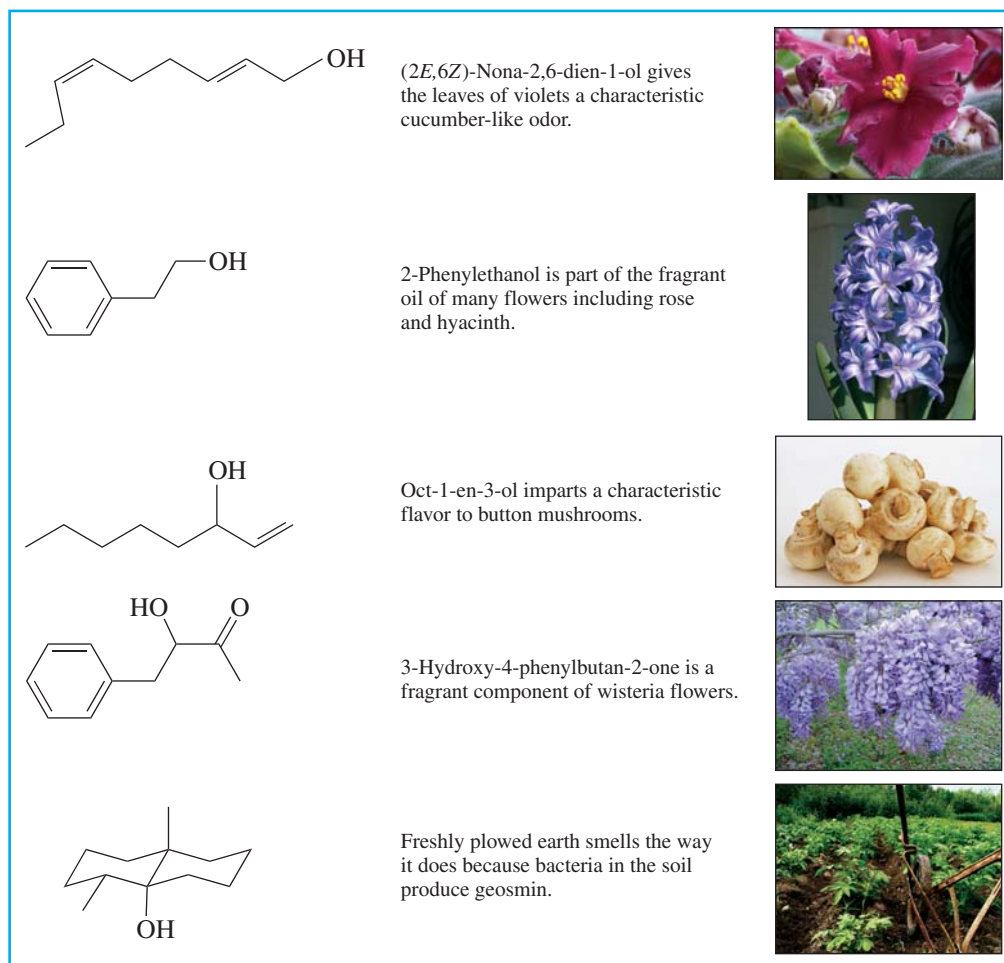 OH
(2E,6Z)-Nona-2,6-dien-1-ol gives
the leaves of violets a characteristic
cucumber-like odor.
OH
2-Phenylethanol is part of the fragrant
oil of many flowers including rose
and hyacinth.
OH
Oct-1-en-3-ol imparts a characteristic
flavor to button mushrooms.
HO O
3-Hydroxy-4-phenylbutan-2-one is a
fragrant component of wisteria flowers.
Freshly plowed earth smells the way
it does because bacteria in the soil
produce geosmin.
OH